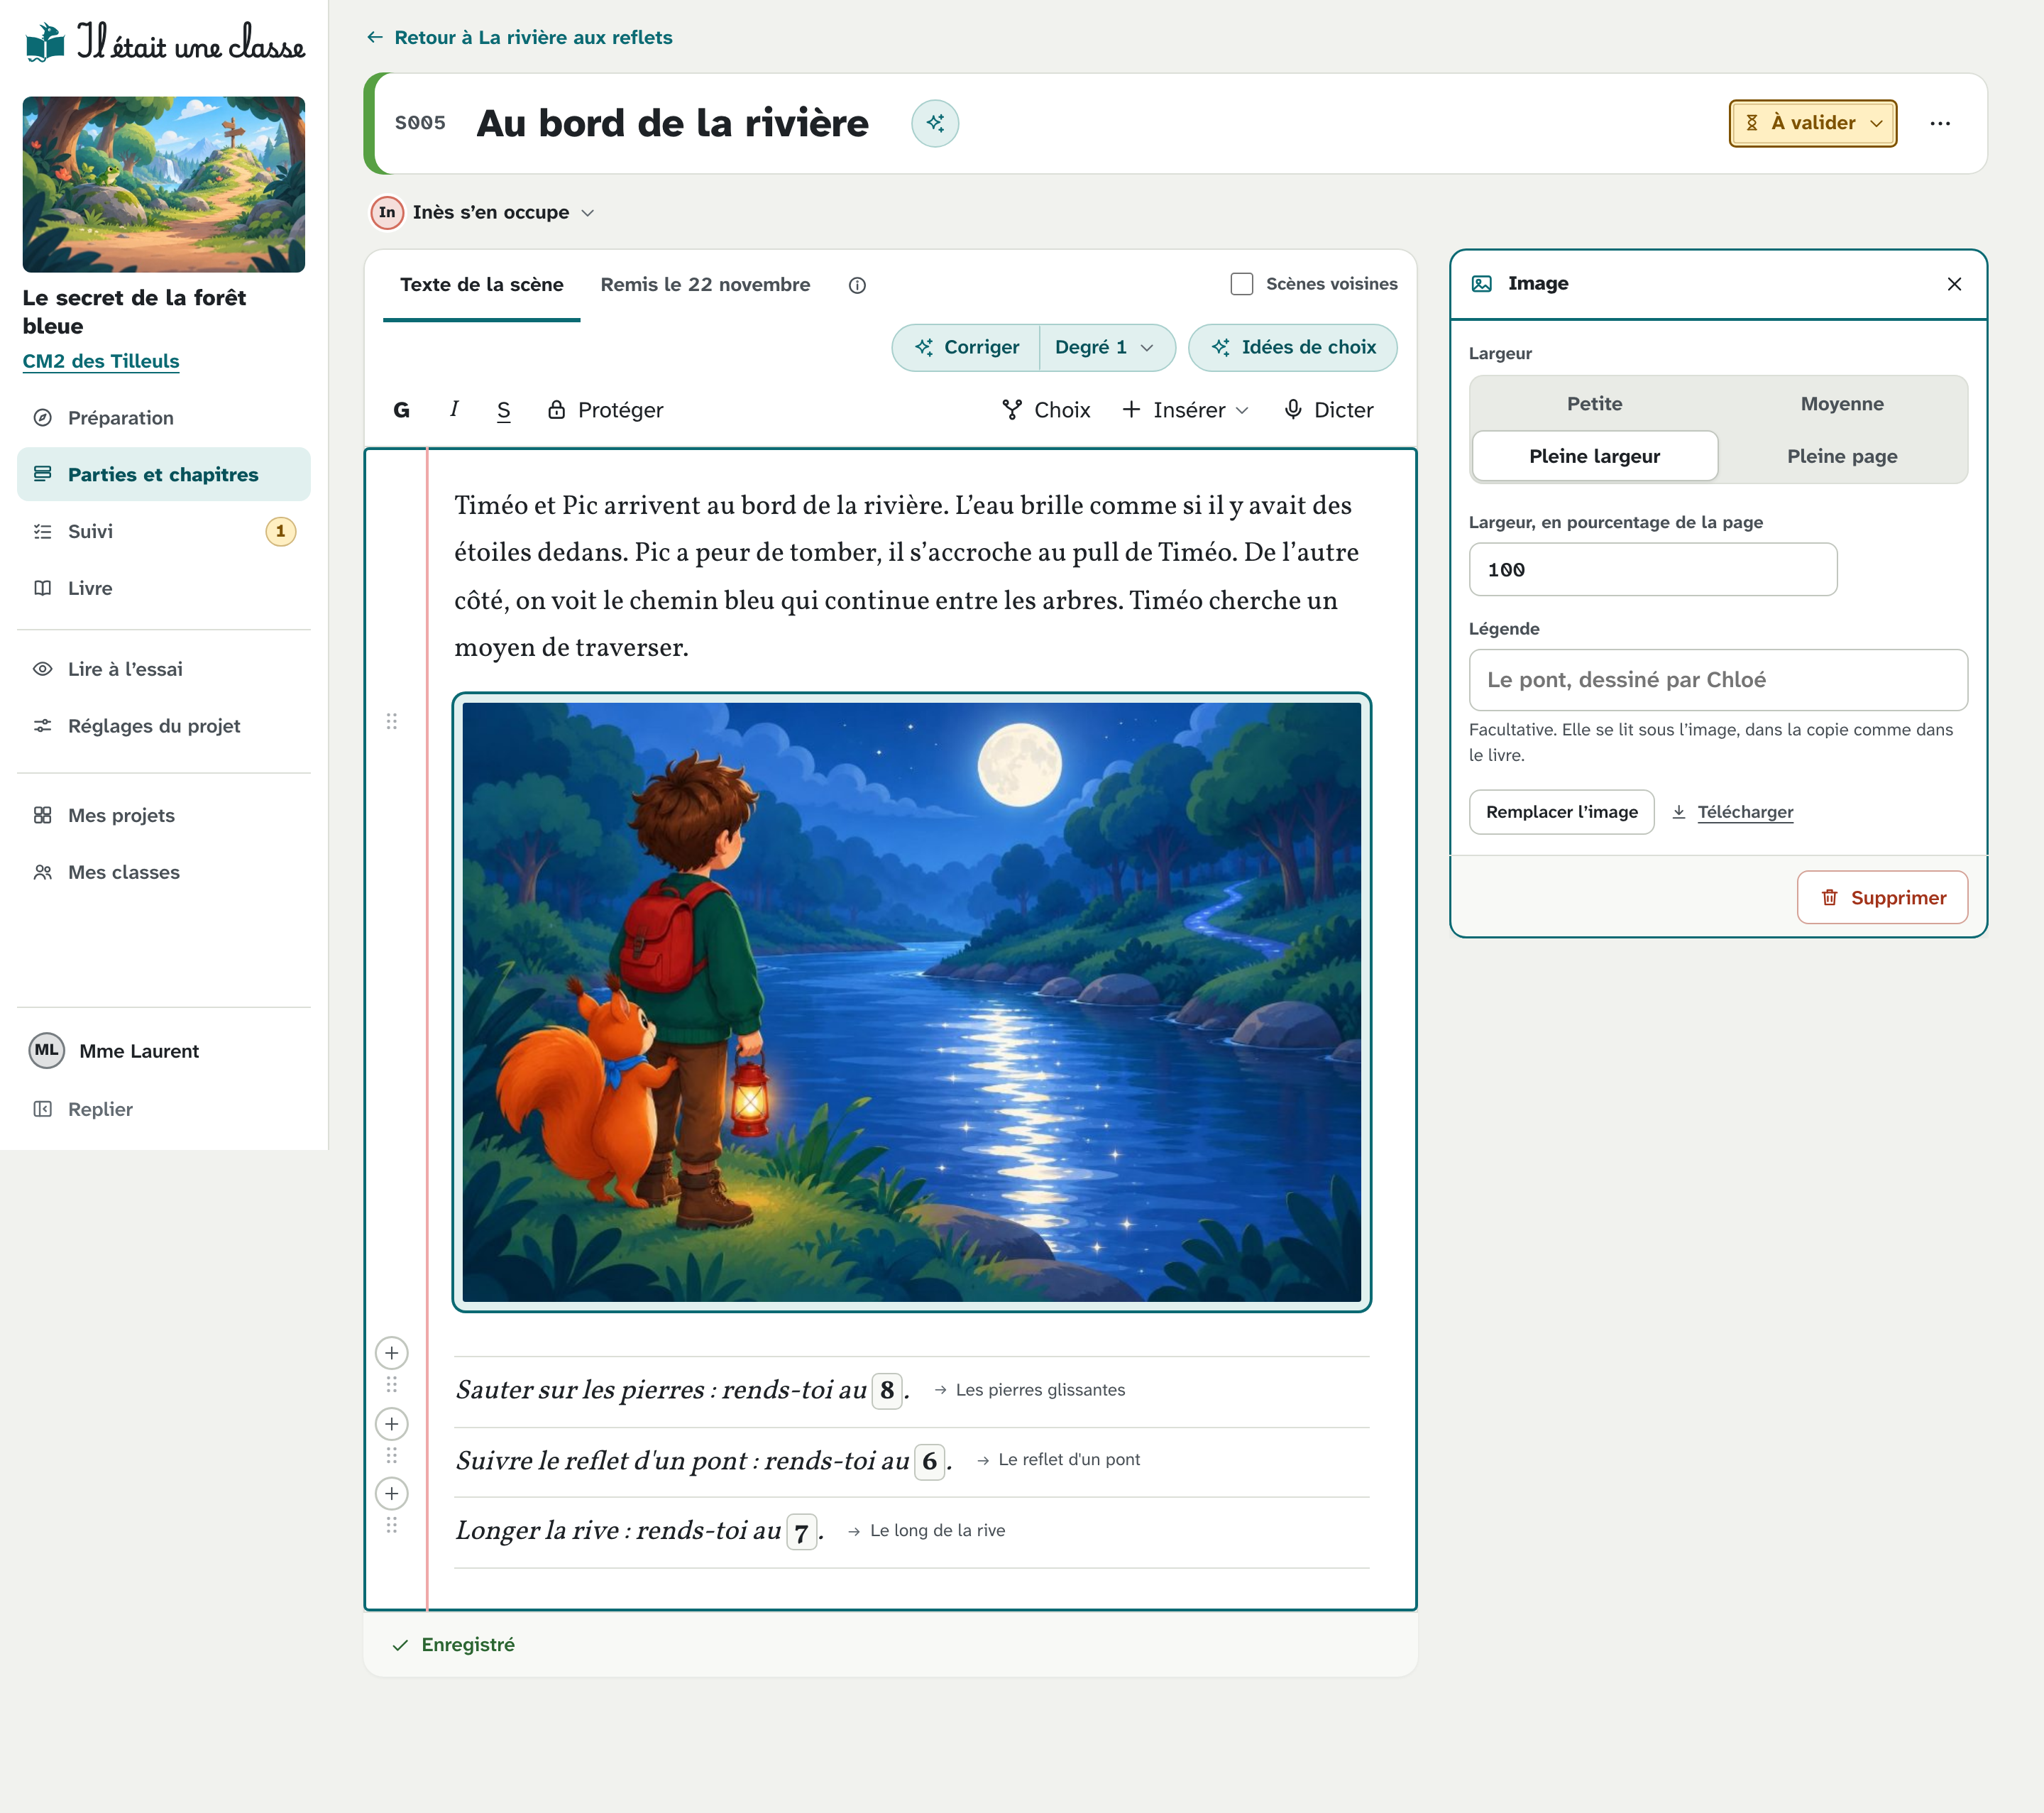 Il était une classe
Le secret de la forêt
bleue
CM2 des Tilleuls
Préparation
Parties et chapitres
Suivi
1
Livre
Lire à l’essai
Réglages du projet
Mes projets
Mes classes
ML
Mme Laurent
Replier
← Retour à La rivière aux reflets
S005
Au bord de la rivière
À valider
...
In
Inès s’en occupe
Texte de la scène
Remis le 22 novembre
Scènes voisines
Corriger
Degré 1
Idées de choix
G
I
S
Protéger
Choix
+ Insérer
Dicter
Timéo et Pic arrivent au bord de la rivière. L’eau brille comme si il y avait des
étoiles dedans. Pic a peur de tomber, il s’accroche au pull de Timéo. De l’autre
côté, on voit le chemin bleu qui continue entre les arbres. Timéo cherche un
moyen de traverser.
Sauter sur les pierres : rends-toi au 8. → Les pierres glissantes
Suivre le reflet d'un pont : rends-toi au 6. → Le reflet d'un pont
Longer la rive : rends-toi au 7. → Le long de la rive
Enregistré
Image
Largeur
Petite
Moyenne
Pleine largeur
Pleine page
Largeur, en pourcentage de la page
100
Légende
Le pont, dessiné par Chloé
Facultative. Elle se lit sous l’image, dans la copie comme dans
le livre.
Remplacer l’image
Télécharger
Supprimer